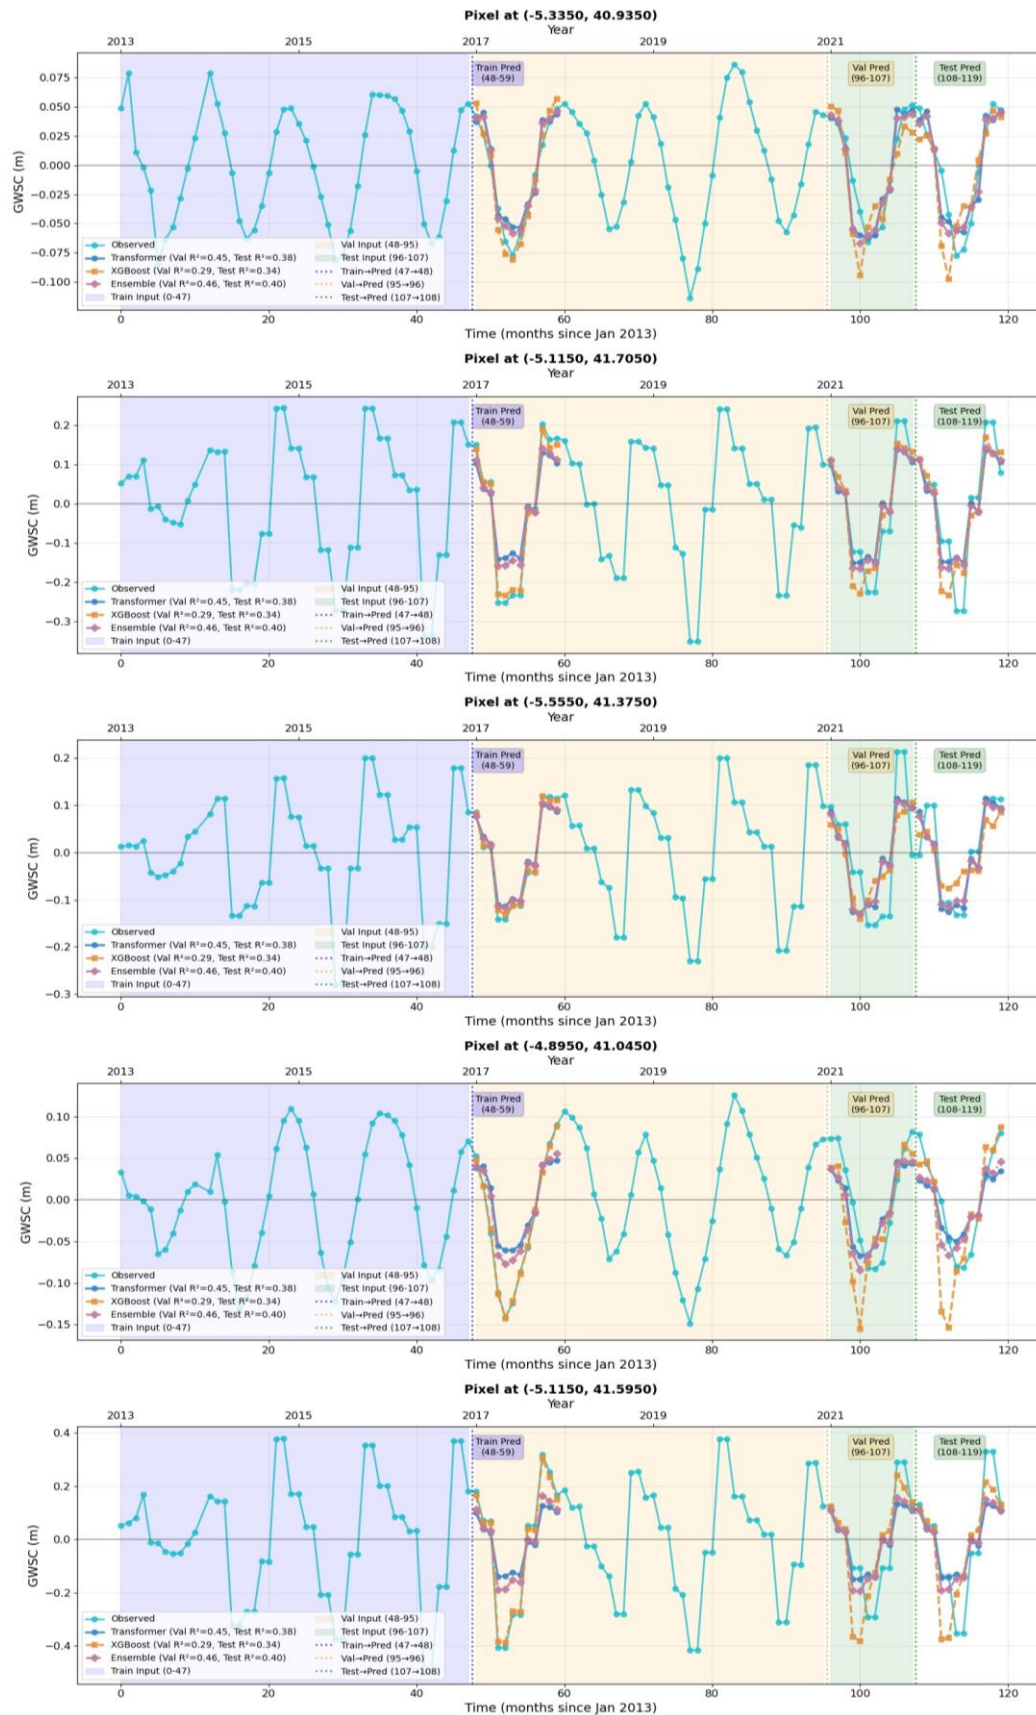 Pixel at (-5.3350, 40.9350)
Year
2013 2015 2017 2019 2021
Train Pred
(48-59)
Val Pred
(96-107)
Test Pred
(108-119)
GWSC (m)
0.075
0.050
0.025
0.000
−0.025
−0.050
−0.075
−0.100
Observed
Transformer (Val R²=0.45, Test R²=0.38)
XGBoost (Val R²=0.29, Test R²=0.34)
Ensemble (Val R²=0.46, Test R²=0.40)
Train Input (0-47)
Val Input (48-95)
Test Input (96-107)
Train→Pred (47→48)
Val→Pred (95→96)
Test→Pred (107→108)
0 20 40 60 80 100 120
Time (months since Jan 2013)
Pixel at (-5.1150, 41.7050)
Year
2013 2015 2017 2019 2021
Train Pred
(48-59)
Val Pred
(96-107)
Test Pred
(108-119)
GWSC (m)
0.2
0.1
0.0
−0.1
−0.2
−0.3
Observed
Transformer (Val R²=0.45, Test R²=0.38)
XGBoost (Val R²=0.29, Test R²=0.34)
Ensemble (Val R²=0.46, Test R²=0.40)
Train Input (0-47)
Val Input (48-95)
Test Input (96-107)
Train→Pred (47→48)
Val→Pred (95→96)
Test→Pred (107→108)
0 20 40 60 80 100 120
Time (months since Jan 2013)
Pixel at (-5.5550, 41.3750)
Year
2013 2015 2017 2019 2021
Train Pred
(48-59)
Val Pred
(96-107)
Test Pred
(108-119)
GWSC (m)
0.2
0.1
0.0
−0.1
−0.2
−0.3
Observed
Transformer (Val R²=0.45, Test R²=0.38)
XGBoost (Val R²=0.29, Test R²=0.34)
Ensemble (Val R²=0.46, Test R²=0.40)
Train Input (0-47)
Val Input (48-95)
Test Input (96-107)
Train→Pred (47→48)
Val→Pred (95→96)
Test→Pred (107→108)
0 20 40 60 80 100 120
Time (months since Jan 2013)
Pixel at (-4.8950, 41.0450)
Year
2013 2015 2017 2019 2021
Train Pred
(48-59)
Val Pred
(96-107)
Test Pred
(108-119)
GWSC (m)
0.10
0.05
0.00
−0.05
−0.10
−0.15
Observed
Transformer (Val R²=0.45, Test R²=0.38)
XGBoost (Val R²=0.29, Test R²=0.34)
Ensemble (Val R²=0.46, Test R²=0.40)
Train Input (0-47)
Val Input (48-95)
Test Input (96-107)
Train→Pred (47→48)
Val→Pred (95→96)
Test→Pred (107→108)
0 20 40 60 80 100 120
Time (months since Jan 2013)
Pixel at (-5.1150, 41.5950)
Year
2013 2015 2017 2019 2021
Train Pred
(48-59)
Val Pred
(96-107)
Test Pred
(108-119)
GWSC (m)
0.4
0.2
0.0
−0.2
−0.4
Observed
Transformer (Val R²=0.45, Test R²=0.38)
XGBoost (Val R²=0.29, Test R²=0.34)
Ensemble (Val R²=0.46, Test R²=0.40)
Train Input (0-47)
Val Input (48-95)
Test Input (96-107)
Train→Pred (47→48)
Val→Pred (95→96)
Test→Pred (107→108)
0 20 40 60 80 100 120
Time (months since Jan 2013)